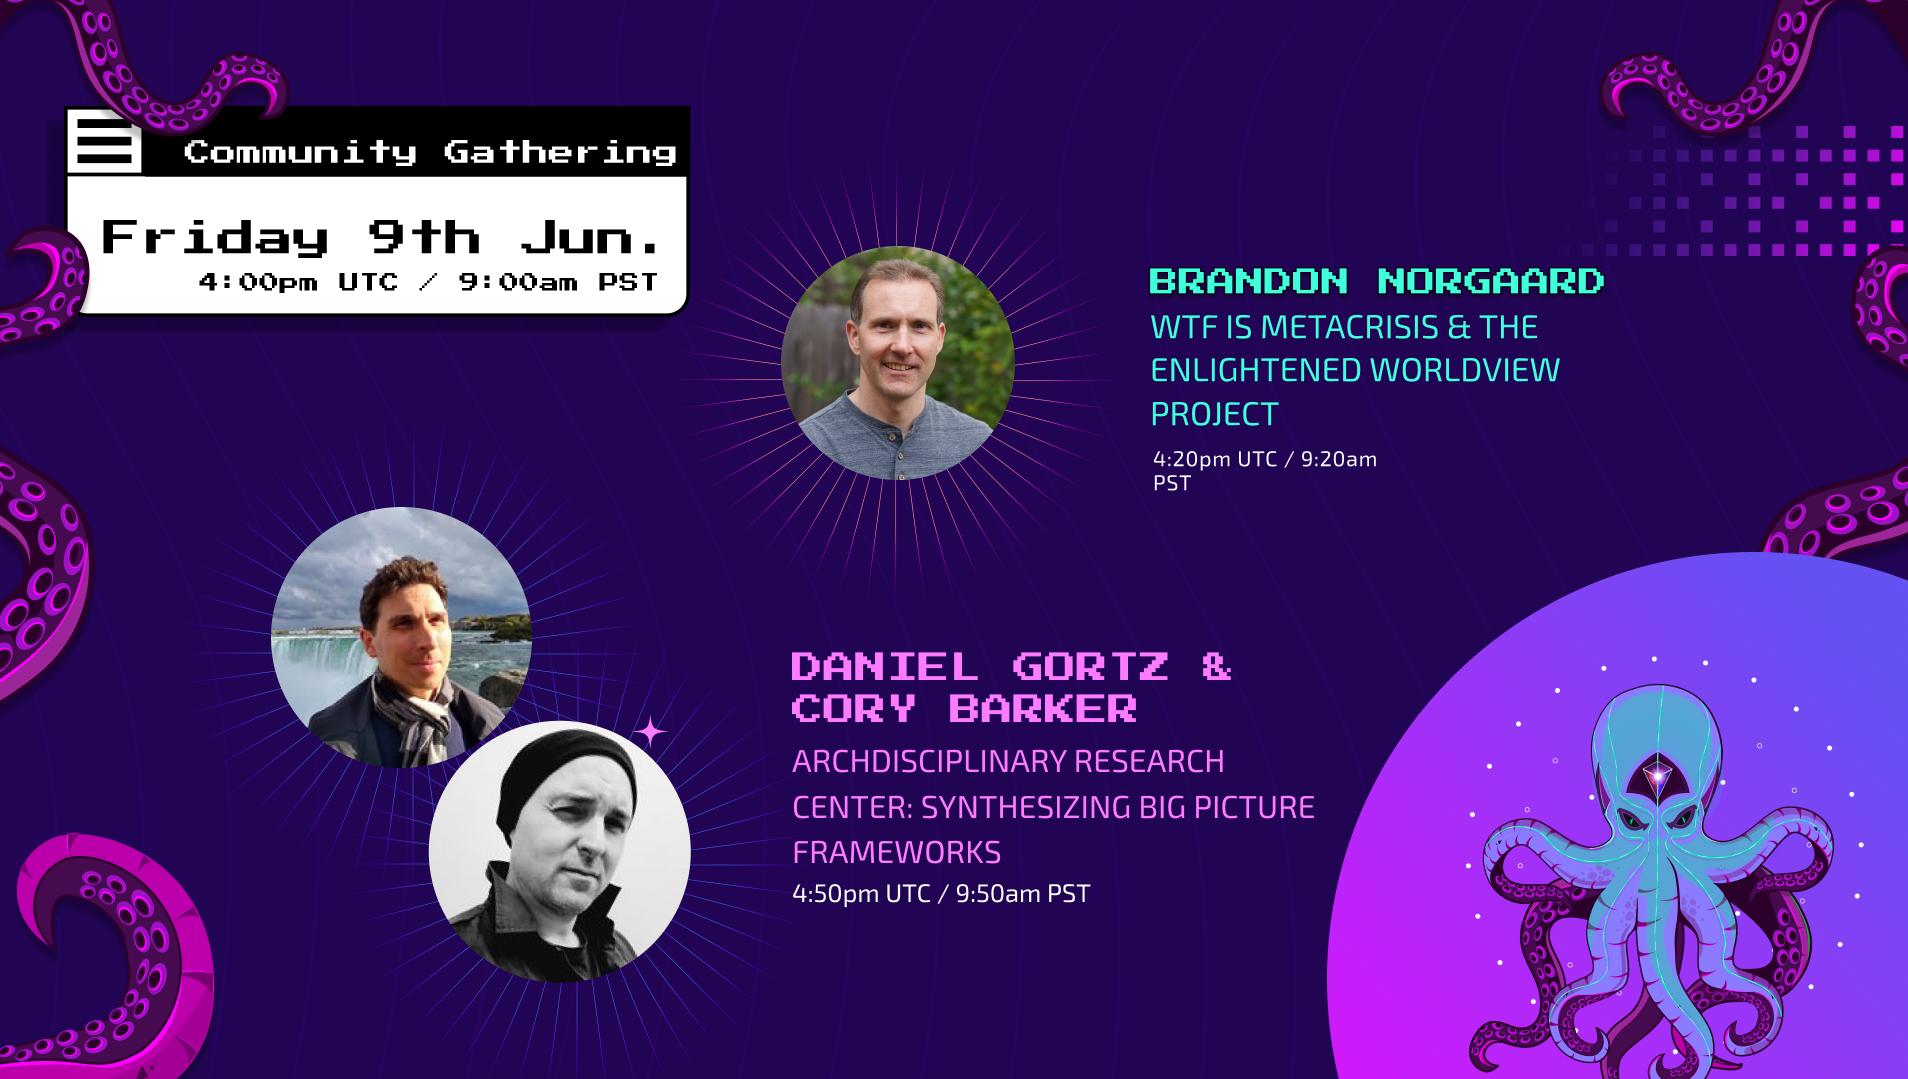 Community Gathering
Friday 9th Jun.
4:00pm UTC / 9:00am PST
BRANDON NORGAARD
WTF IS METACRISIS & THE
ENLIGHTENED WORLDVIEW
PROJECT
4:20pm UTC / 9:20am
PST
DANIEL GORTZ &
CORY BARKER
ARCHDISCIPLINARY RESEARCH
CENTER: SYNTHESIZING BIG PICTURE
FRAMEWORKS
4:50pm UTC / 9:50am PST